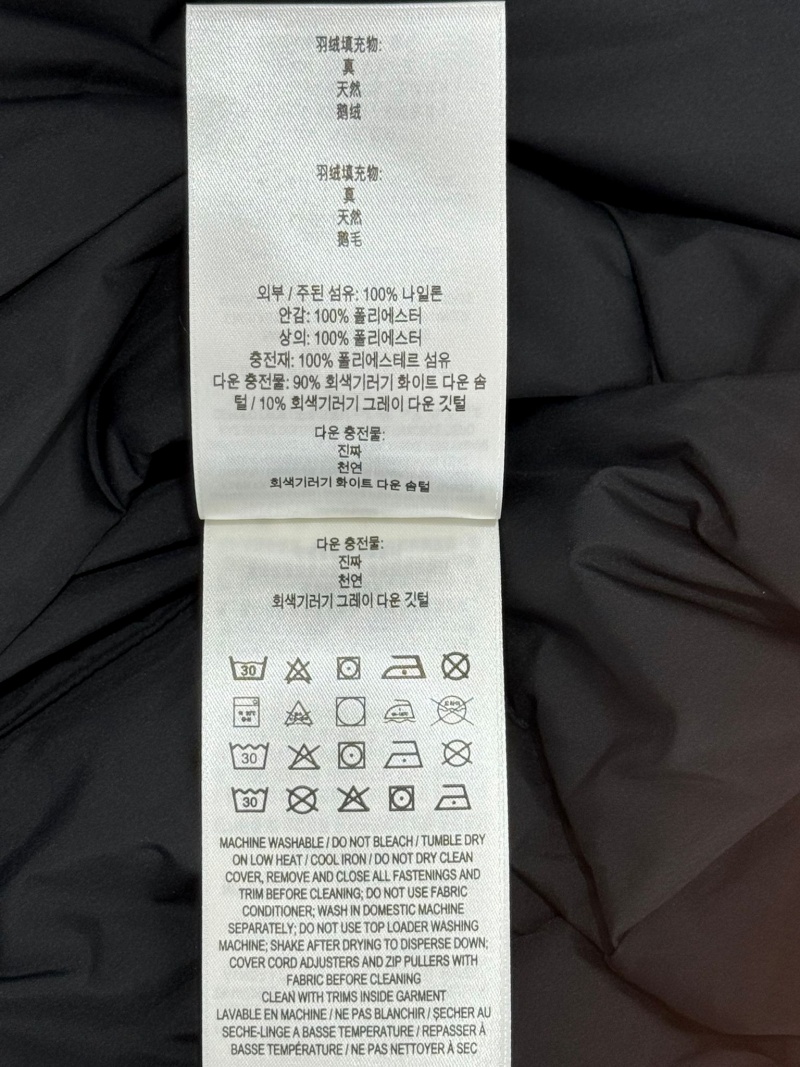 羽绒填充物:
真
天然
鹅绒
羽绒填充物:
真
天然
鹅毛
외부 / 주된 섬유: 100% 나일론
안감: 100% 폴리에스터
상의: 100% 폴리에스터
충전재: 100% 폴리에스테르 섬유
다운 충전물: 90% 회색기러기 화이트 다운 솜
털 / 10% 회색기러기 그레이 다운 깃털
다운 충전물:
진짜
천연
회색기러기 화이트 다운 솜털
다운 충전물:
진짜
천연
회색기러기 그레이 다운 깃털
30
30
30
MACHINE WASHABLE / DO NOT BLEACH / TUMBLE DRY
ON LOW HEAT / COOL IRON / DO NOT DRY CLEAN
COVER, REMOVE AND CLOSE ALL FASTENINGS AND
TRIM BEFORE CLEANING; DO NOT USE FABRIC
CONDITIONER; WASH IN DOMESTIC MACHINE
SEPARATELY; DO NOT USE TOP LOADER WASHING
MACHINE; SHAKE AFTER DRYING TO DISPERSE DOWN;
COVER CORD ADJUSTERS AND ZIP PULLERS WITH
FABRIC BEFORE CLEANING
CLEAN WITH TRIMS INSIDE GARMENT
LAVABLE EN MACHINE / NE PAS BLANCHIR / SECHER AU
SECHE-LINGE A BASSE TEMPERATURE / REPASSER À
BASSE TEMPÉRATURE / NE PAS NETTOYER À SEC